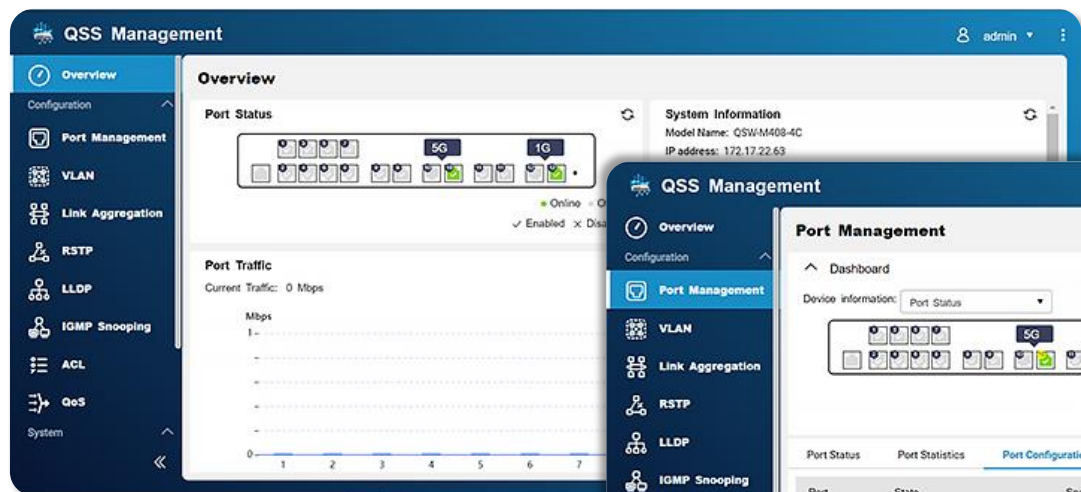 QSS Management
admin
Overview
Configuration
Port Management
VLAN
Link Aggregation
RSTP
LLDP
IGMP Snooping
ACL
QoS
System
Overview
Port Status
5G
1G
Online
Enabled
Port Traffic
Current Traffic: 0 Mbps
Mbps
1
0
1 2 3 4 5 6 7
System Information
Model Name: QSW-M408-4C
IP address: 172.17.22.63
QSS Management
Overview
Configuration
Port Management
VLAN
Link Aggregation
RSTP
LLDP
IGMP Snooping
Port Management
Dashboard
Device information: Port Status
5G
Port Status Port Statistics Port Configuratio